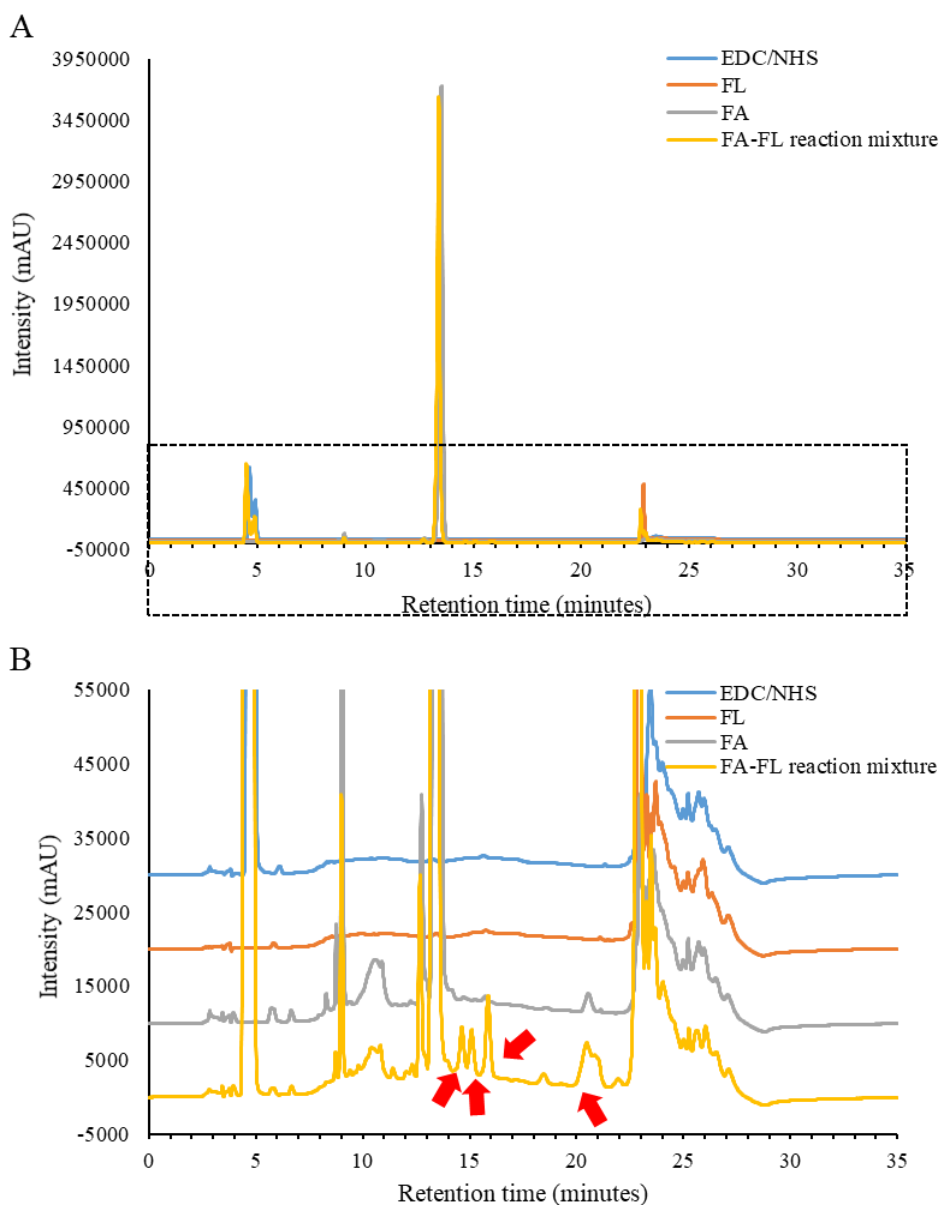 A
3950000
3450000
2950000
2450000
1950000
1450000
950000
450000
-50000
Intensity (mAU)
EDC/NHS
FL
FA
FA-FL reaction mixture
0 5 10 15 20 25 30 35
Retention time (minutes)
B
55000
45000
35000
25000
15000
5000
-5000
Intensity (mAU)
EDC/NHS
FL
FA
FA-FL reaction mixture
0 5 10 15 20 25 30 35
Retention time (minutes)